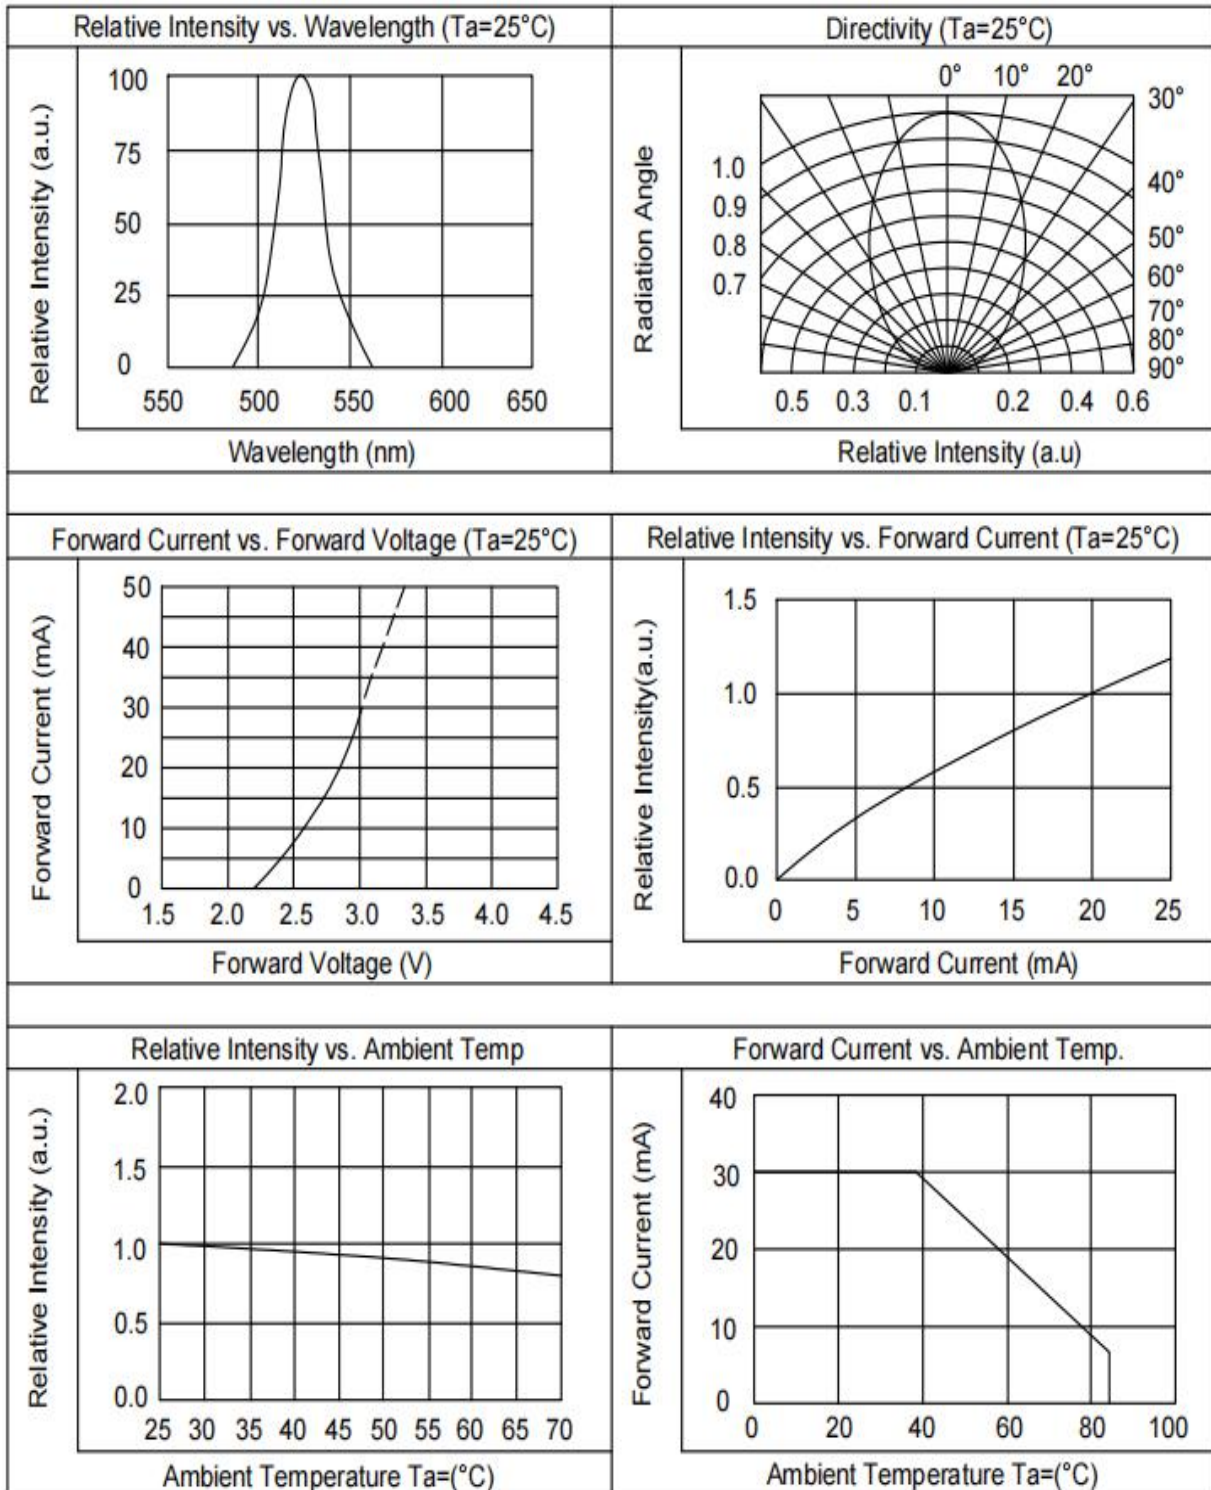 Relative Intensity vs. Wavelength (Ta=25°C)
Relative Intensity (a.u.)
100
75
50
25
0
550 500 550 600 650
Wavelength (nm)
Directivity (Ta=25°C)
Radiation Angle
0° 10° 20°
30°
40°
50°
60°
70°
80°
90°
1.0
0.9
0.8
0.7
0.5 0.3 0.1 0.2 0.4 0.6
Relative Intensity (a.u)
Forward Current vs. Forward Voltage (Ta=25°C)
Forward Current (mA)
50
40
30
20
10
0
1.5 2.0 2.5 3.0 3.5 4.0 4.5
Forward Voltage (V)
Relative Intensity vs. Forward Current (Ta=25°C)
Relative Intensity(a.u.)
1.5
1.0
0.5
0.0
0 5 10 15 20 25
Forward Current (mA)
Relative Intensity vs. Ambient Temp
Relative Intensity (a.u.)
2.0
1.5
1.0
0.5
0.0
25 30 35 40 45 50 55 60 65 70
Ambient Temperature Ta=(°C)
Forward Current vs. Ambient Temp.
Forward Current (mA)
40
30
20
10
0
0 20 40 60 80 100
Ambient Temperature Ta=(°C)